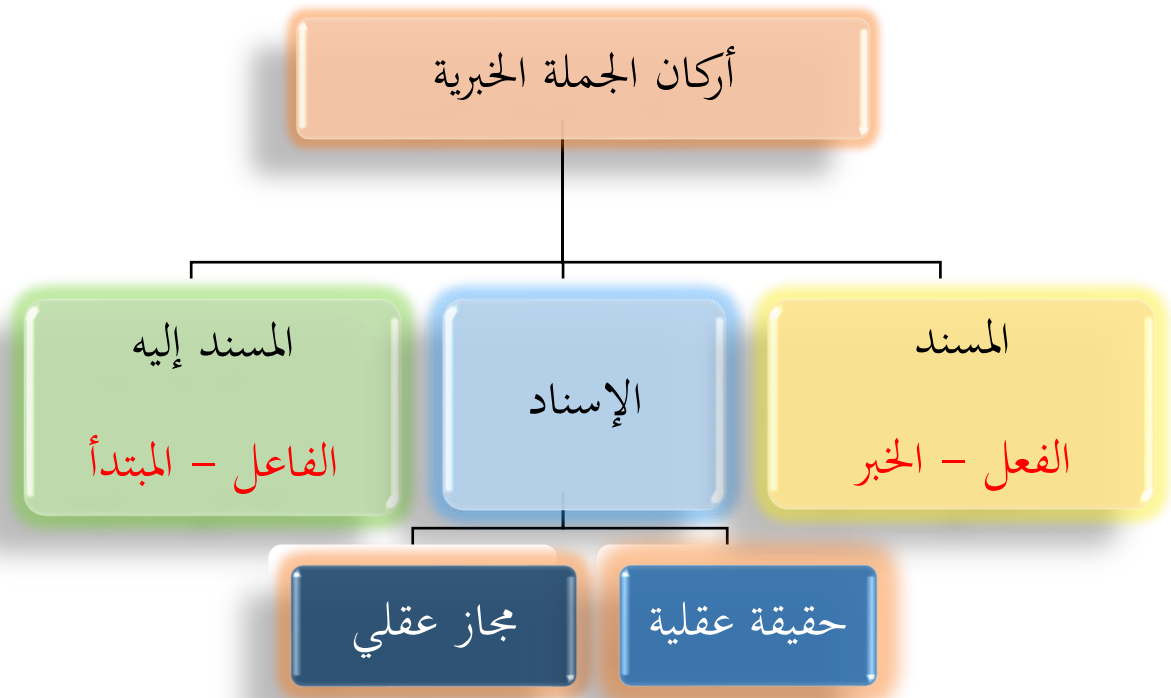 أركان الجملة الخبرية
المسند
الفعل – الخبر
الإسناد
المسند إليه
الفاعل – المبتدأ
حقيقة عقلية
مجاز عقلي